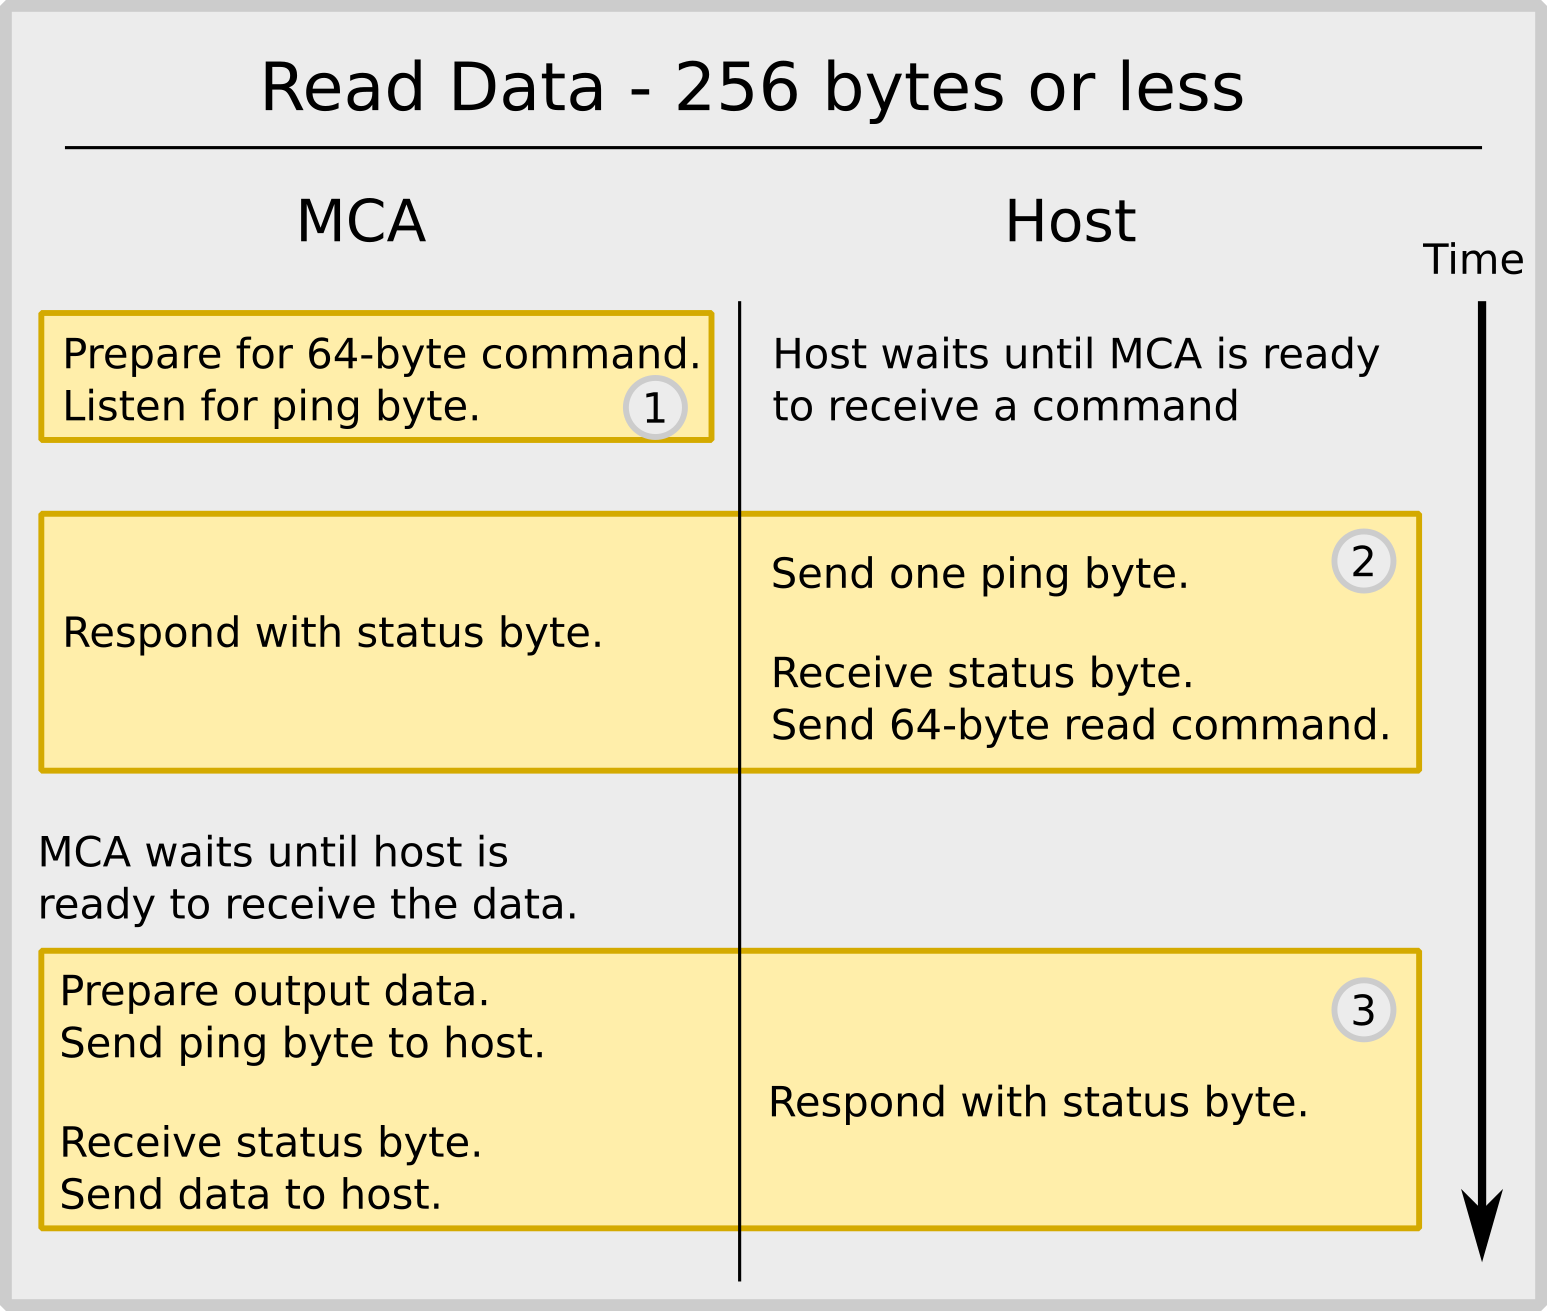 Read Data - 256 bytes or less
MCA
Host
Time
Prepare for 64-byte command.
Listen for ping byte.
1
Host waits until MCA is ready
to receive a command
2
Send one ping byte.
Respond with status byte.
Receive status byte.
Send 64-byte read command.
MCA waits until host is
ready to receive the data.
Prepare output data.
Send ping byte to host.
3
Respond with status byte.
Receive status byte.
Send data to host.